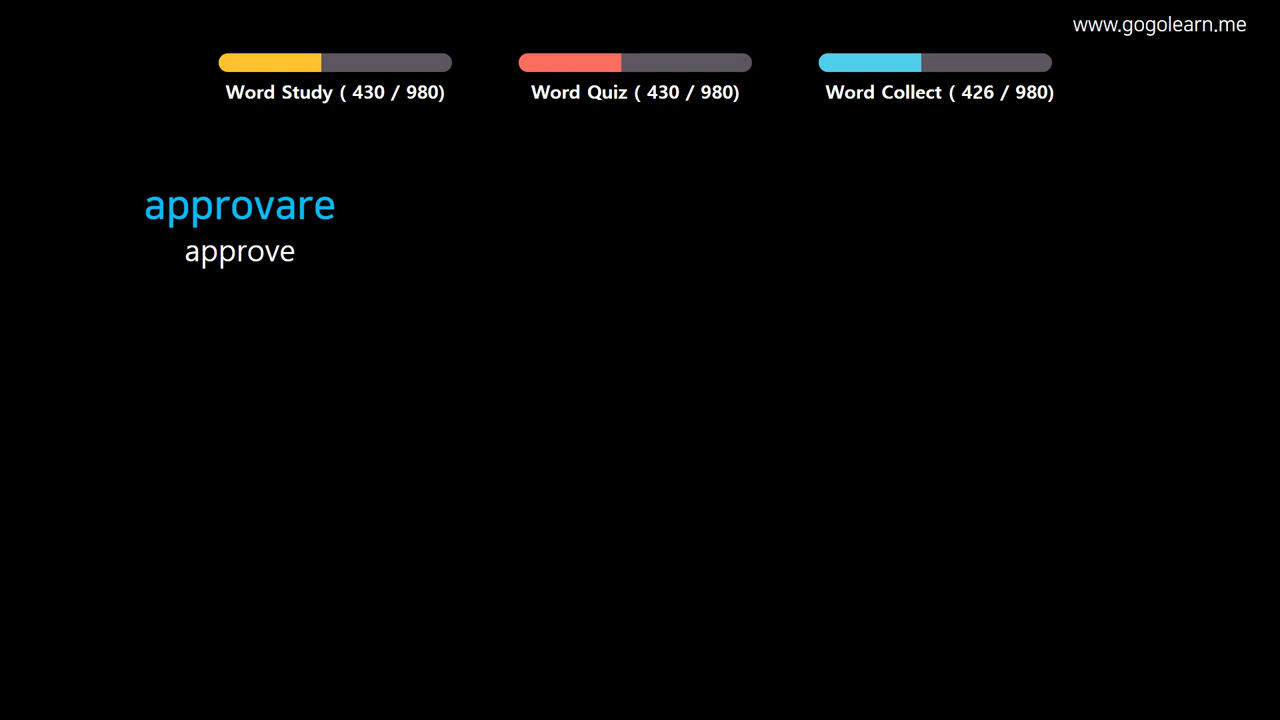 www.gogolearn.me
Word Study ( 430 / 980)
Word Quiz ( 430 / 980)
Word Collect ( 426 / 980)
approvare
approve